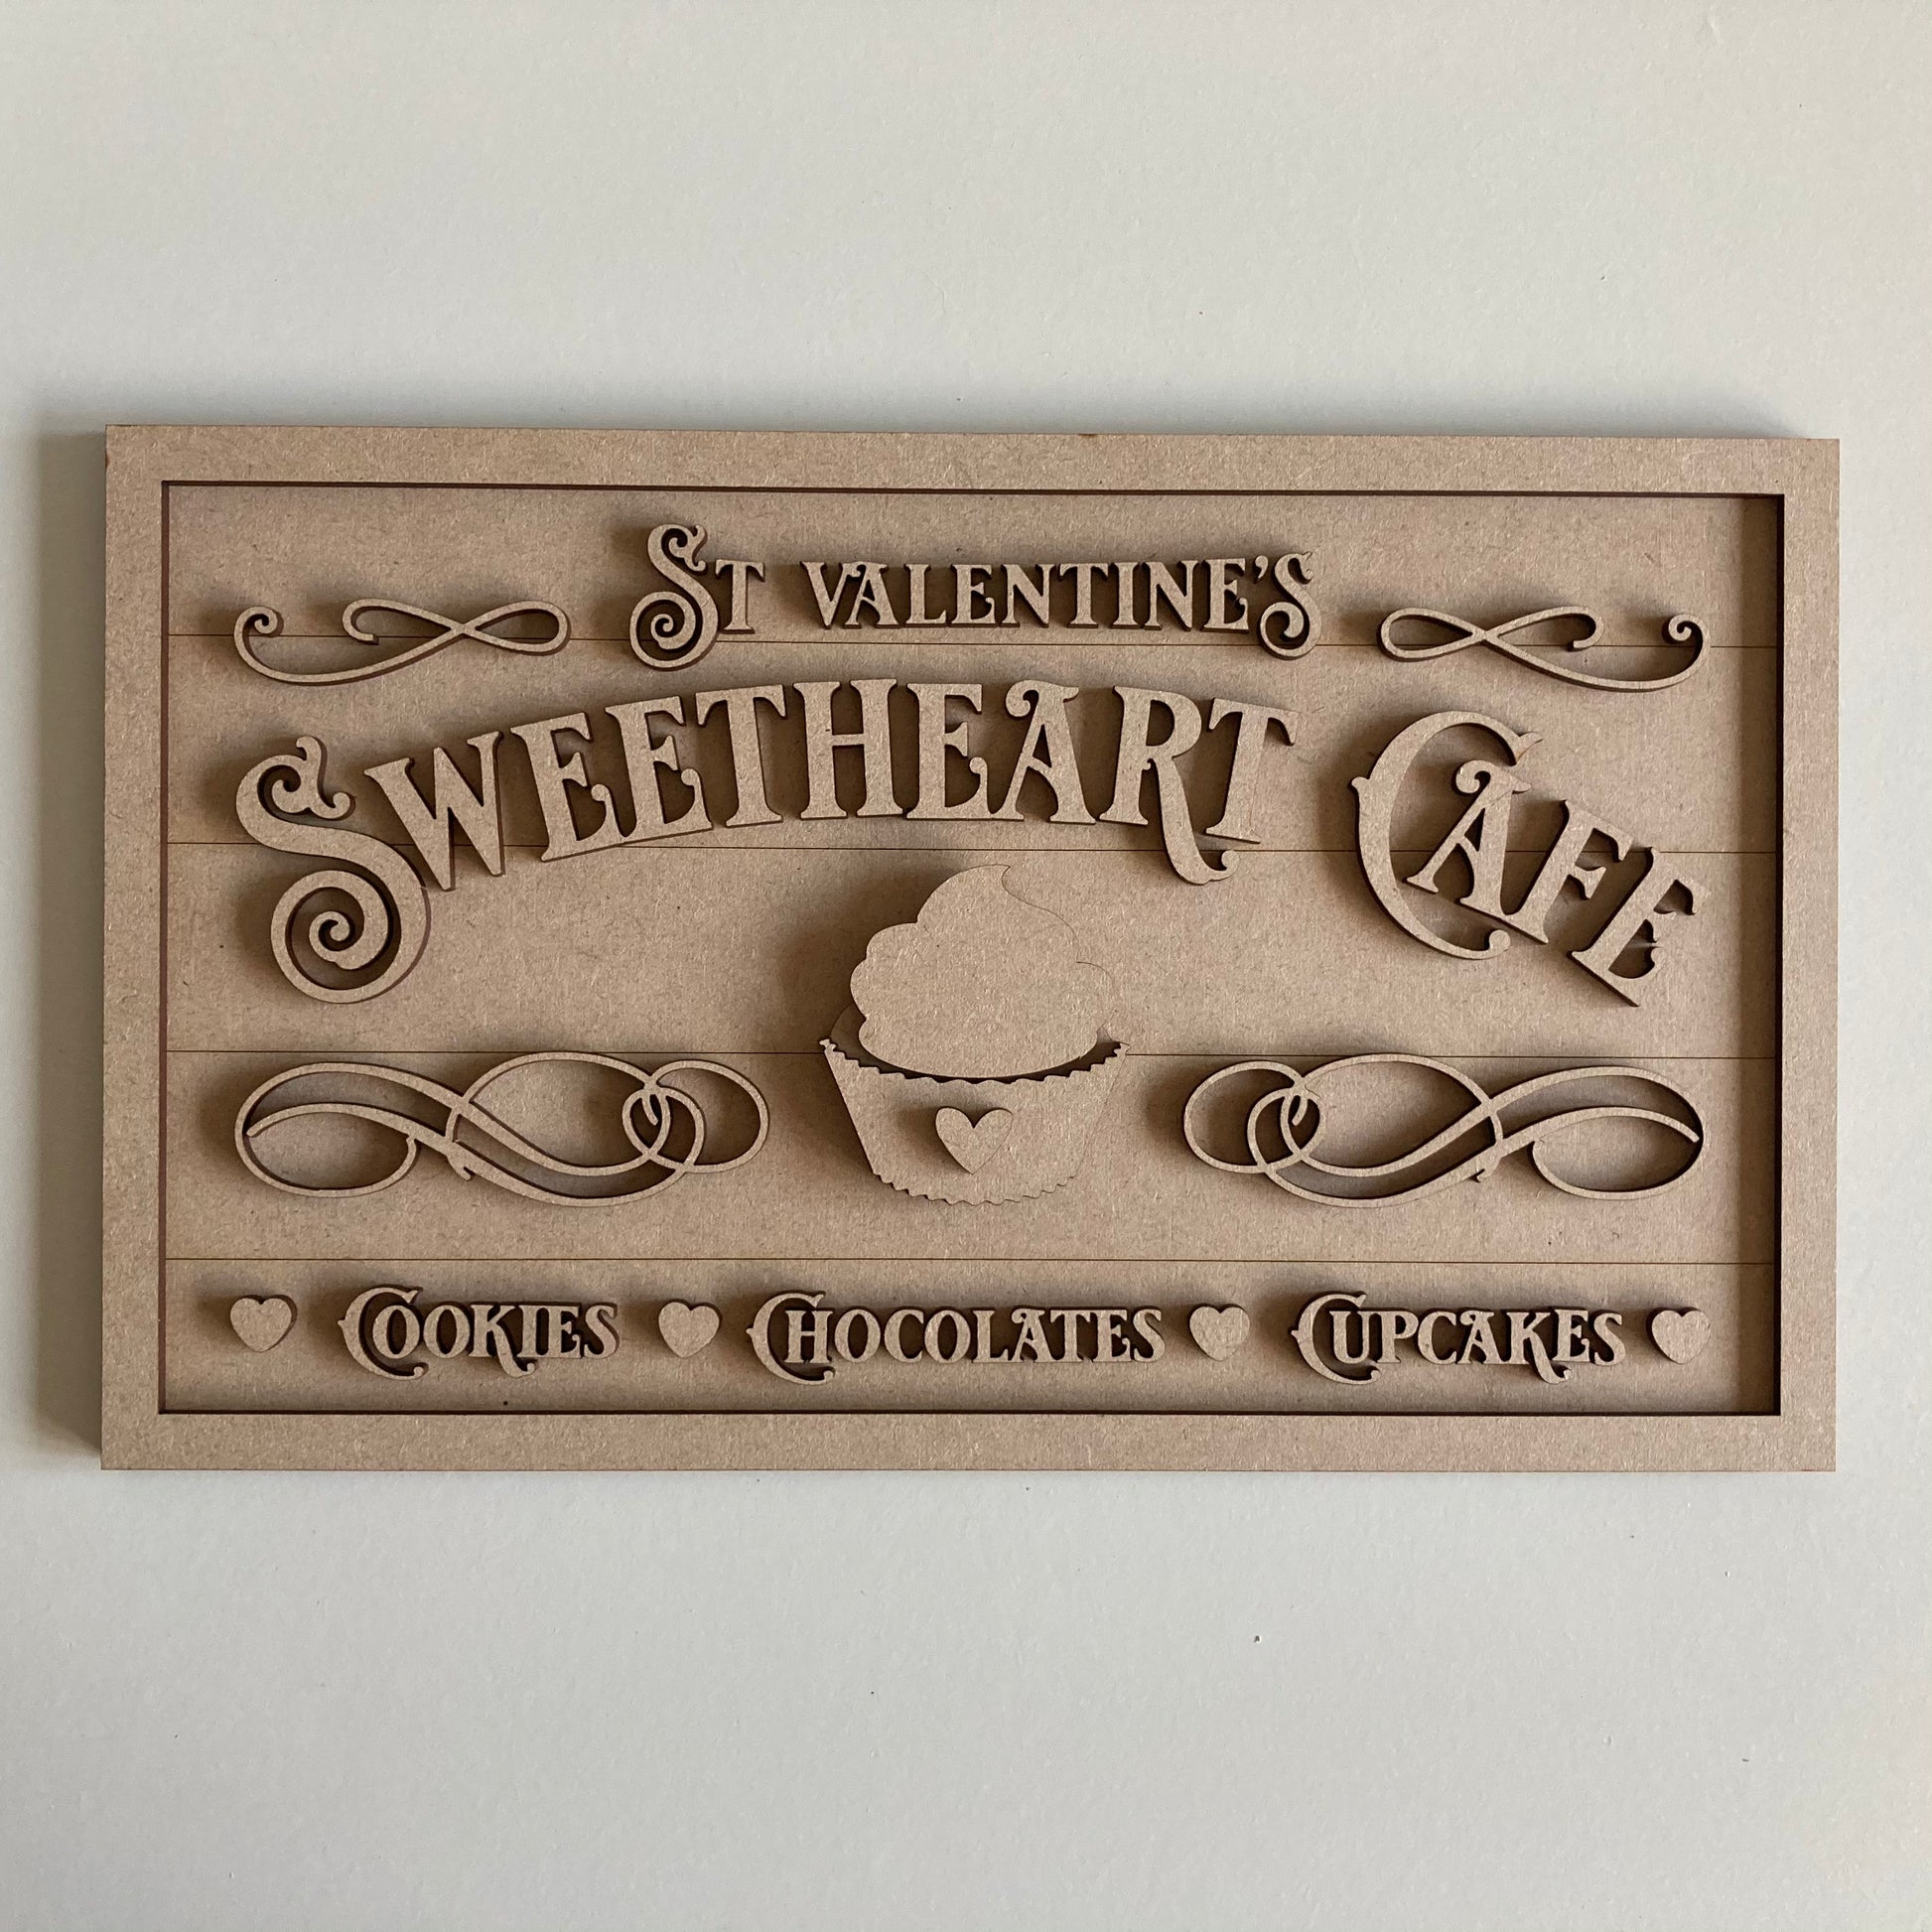 St Valentine's
Sweetheart Cafe
Cookies Chocolates Cupcakes